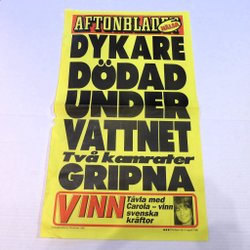 AFTONBLADET
DYKARE
DÖDAD
UNDER
VATTNET
Två kamrater
GRIPNA
VINN
Tävla med
Carola – vinn
svenska
kräftor